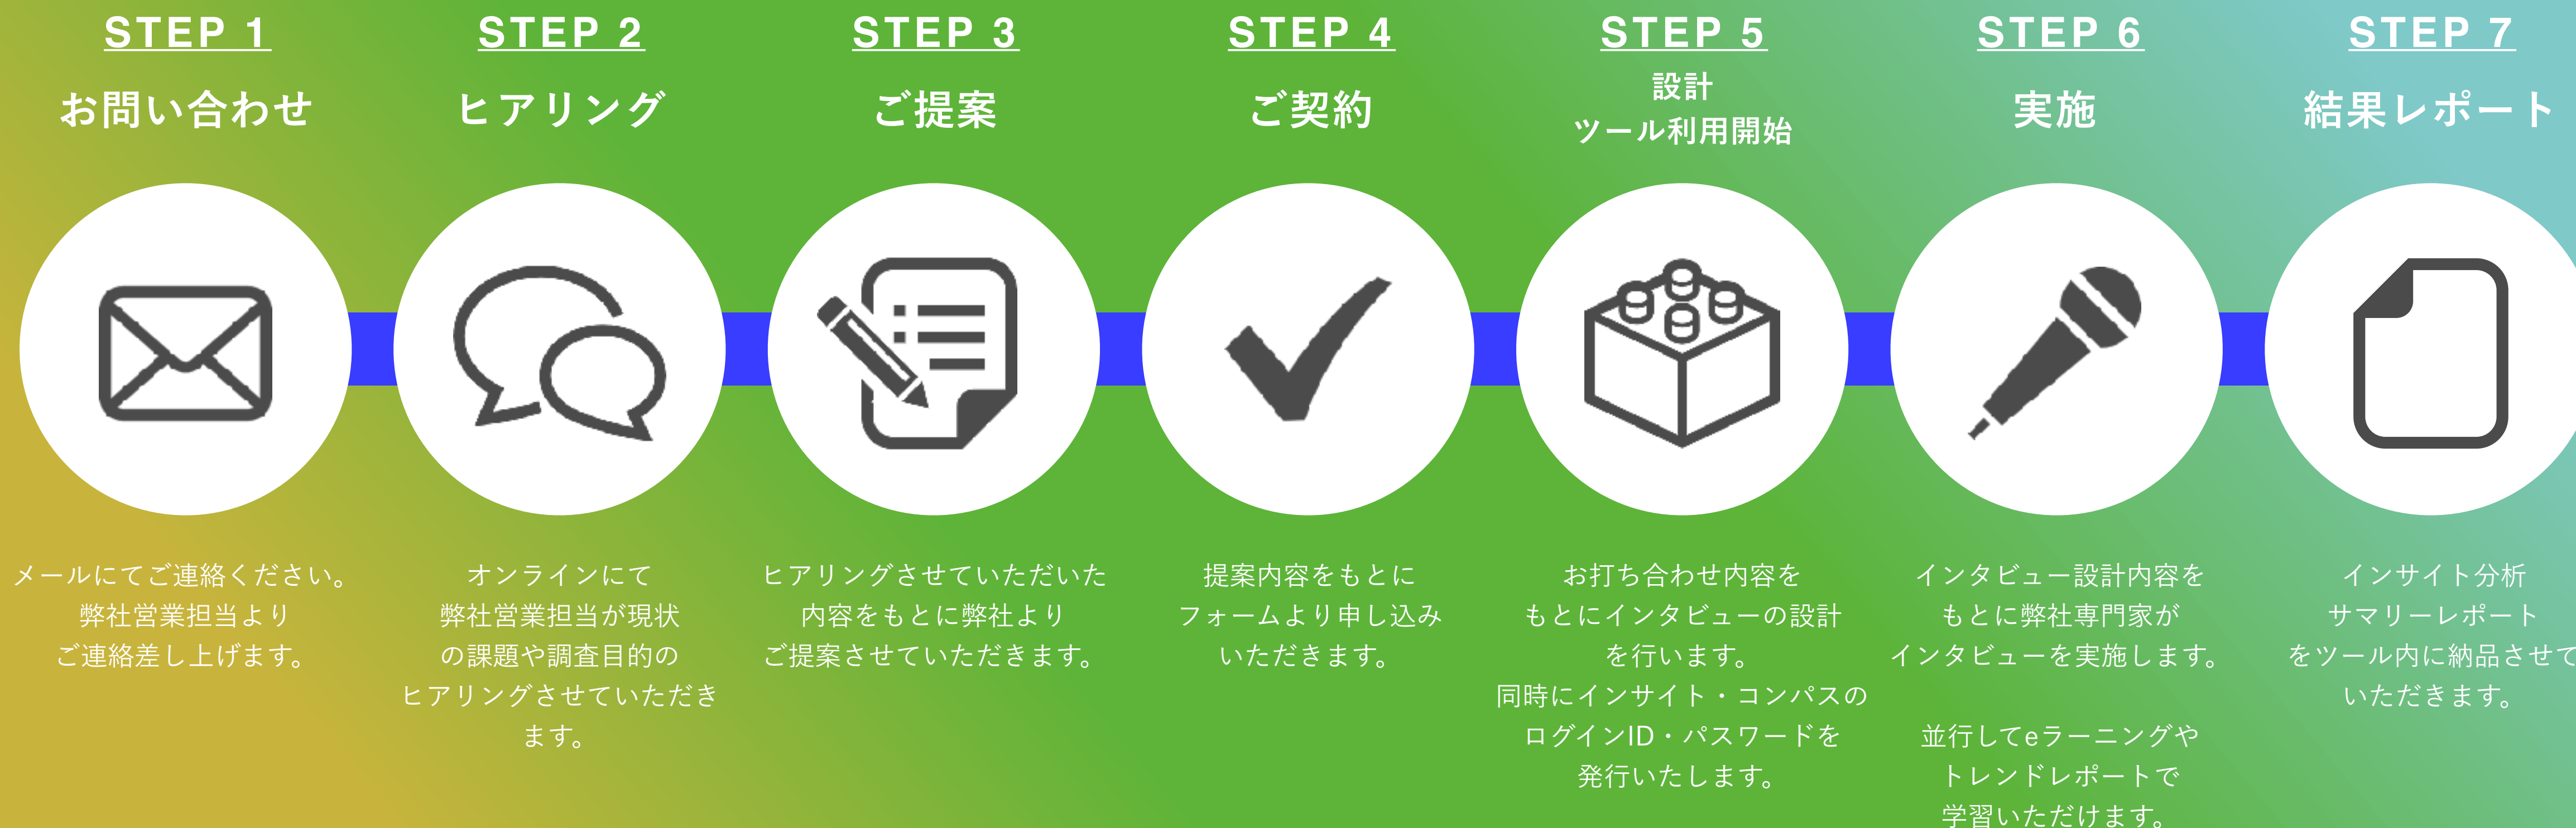 STEP 1
お問い合わせ
メールにてご連絡ください。
弊社営業担当より
ご連絡差し上げます。
STEP 2
ヒアリング
オンラインにて
弊社営業担当が現状
の課題や調査目的の
ヒアリングさせていただき
ます。
STEP 3
ご提案
ヒアリングさせていただいた
内容をもとに弊社より
ご提案させていただきます。
STEP 4
ご契約
提案内容をもとに
フォームより申し込み
いただきます。
STEP 5
設計
ツール利用開始
お打ち合わせ内容を
もとにインタビューの設計
を行います。
同時にインサイト・コンパスの
ログインID・パスワードを
発行いたします。
STEP 6
実施
インタビュー設計内容を
もとに弊社専門家が
インタビューを実施します。
並行してeラーニングや
トレンドレポートで
学習いただけます。
STEP 7
結果レポート
インサイト分析
サマリーレポート
をツール内に納品させて
いただきます。